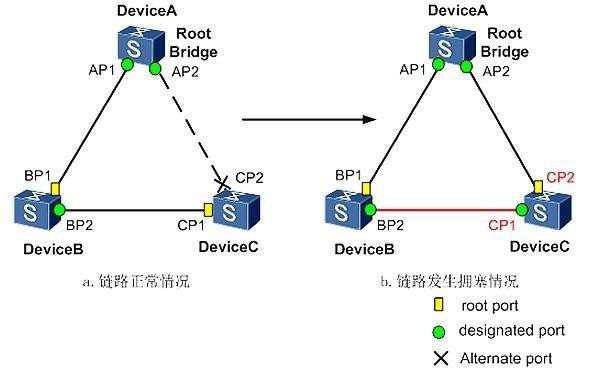 DeviceA
Root
Bridge
AP1
AP2
BP1
CP2
BP2
CP1
DeviceB
DeviceC
a. 链路正常情况
DeviceA
Root
Bridge
AP1
AP2
BP1
CP2
BP2
CP1
DeviceB
DeviceC
b. 链路发生拥塞情况
root port
designated port
Alternate port